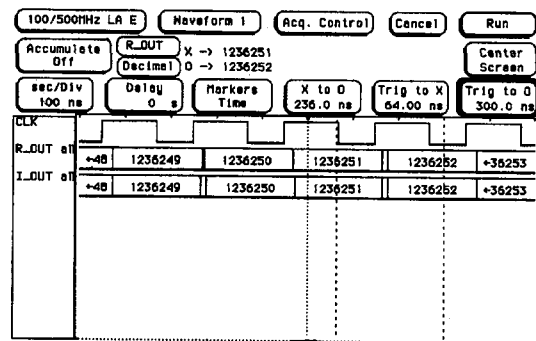 100/500MHz LA E Waveform 1 Acq. Control Cancel Run
Accumulate Off R_OUT X -> 1236251 Center Screen
Decimal O -> 1236252
sec/Div 100 ns Delay 0 s Markers Time X to O 236.0 ns Trig to X 64.00 ns Trig to O 300.0 ns
CLK
R_OUT all ←48 1236249 1236250 1236251 1236252 ←36253
I_OUT all ←48 1236249 1236250 1236251 1236252 ←36253